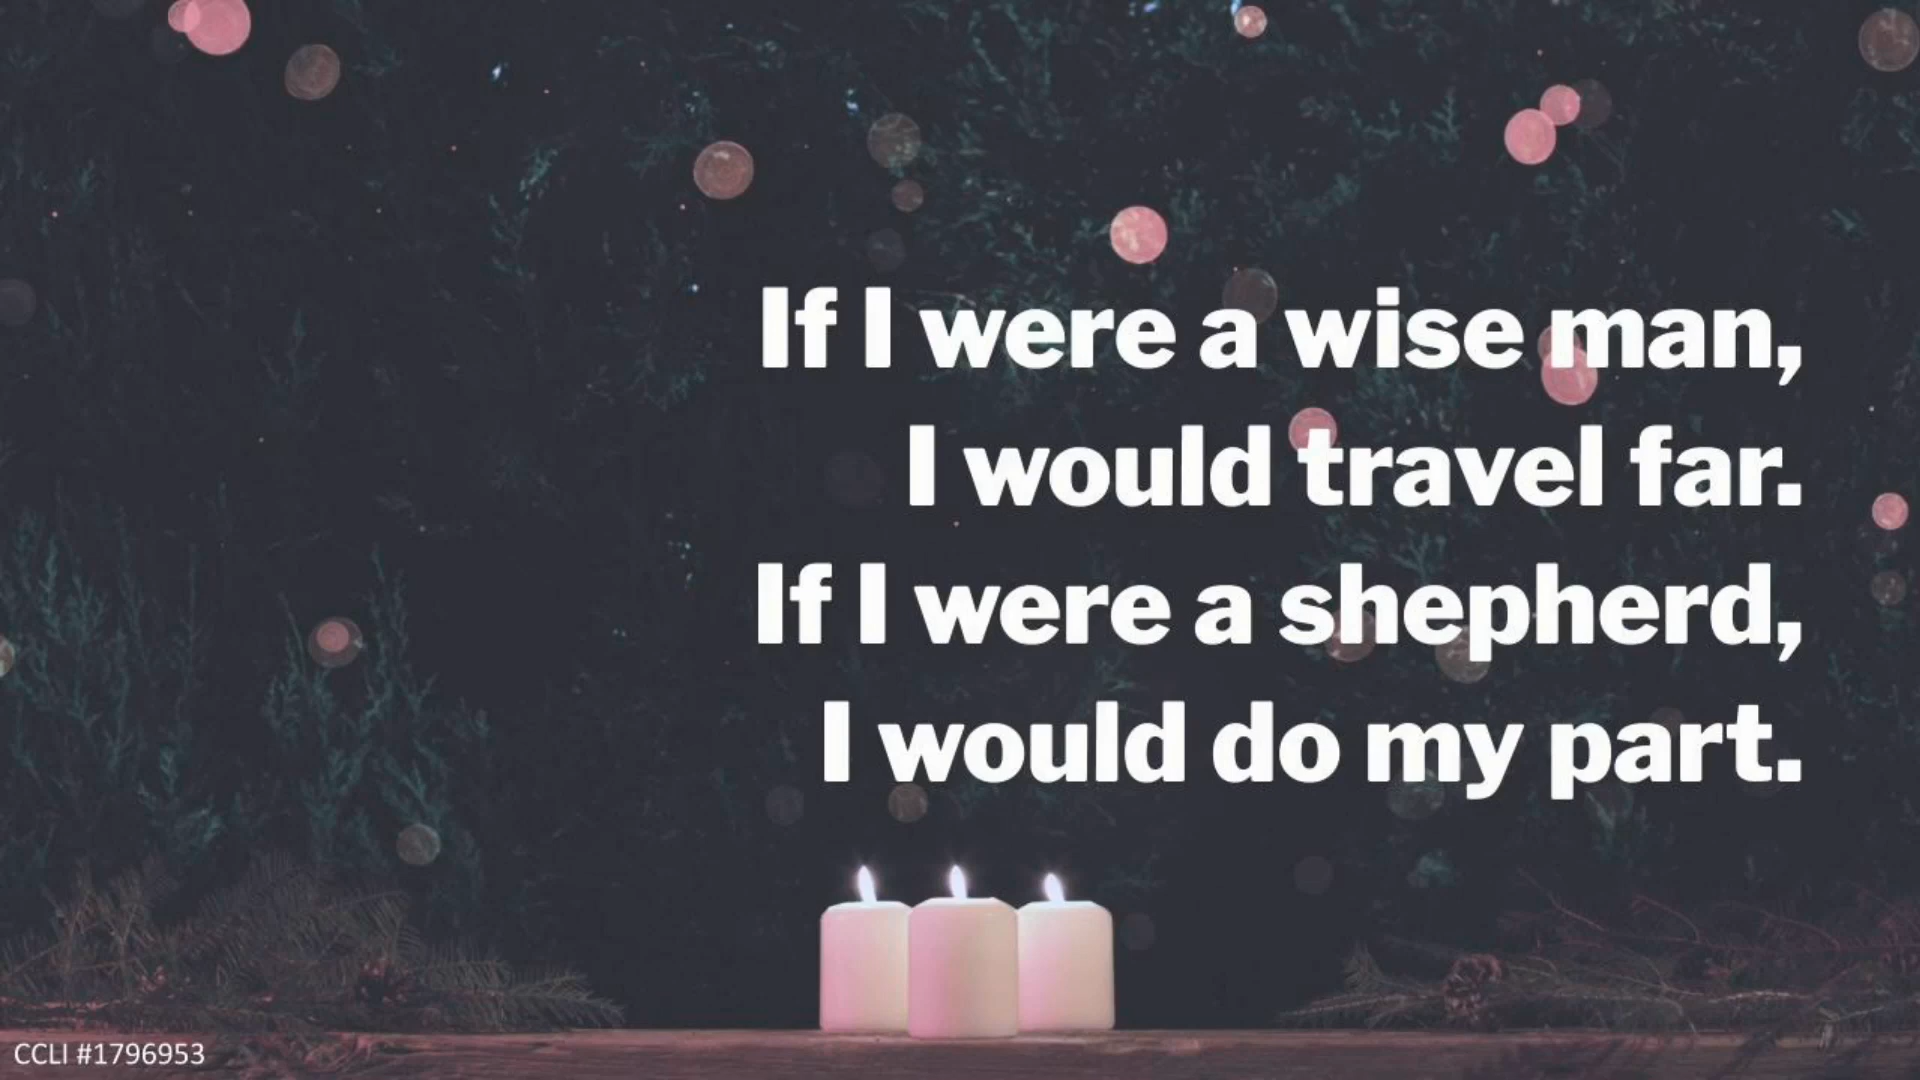 If I were a wise man,
I would travel far.
If I were a shepherd,
I would do my part.
CCLI #1796953